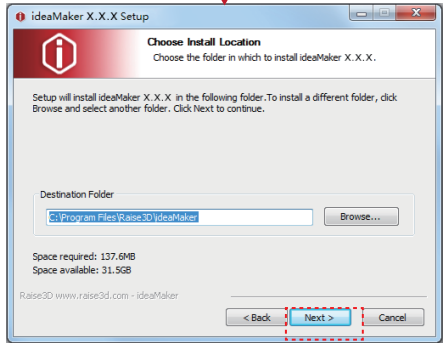 ideaMaker X.X.X Setup
Choose Install Location
Choose the folder in which to install ideaMaker X.X.X.
Setup will install ideaMaker X.X.X in the following folder.To install a different folder, click
Browse and select another folder. Click Next to continue.
Destination Folder
C:\Program Files\Raise3D\ideaMaker
Browse...
Space required: 137.6MB
Space available: 31.5GB
Raise3D www.raise3d.com - ideaMaker
< Back
Next >
Cancel